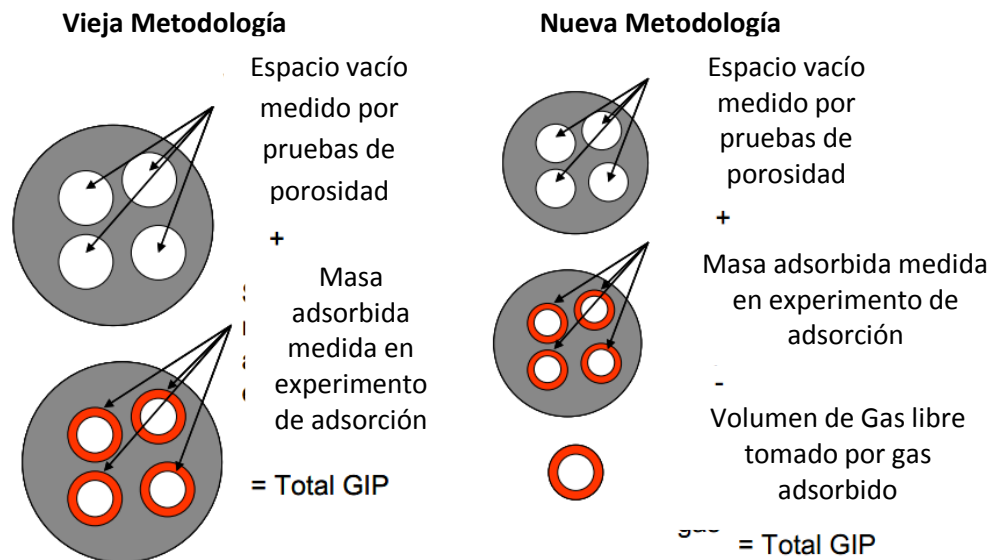 Vieja Metodología
Espacio vacío
medido por
pruebas de
porosidad
+
Masa
adsorbida
medida en
experimento
de adsorción
= Total GIP
Nueva Metodología
Espacio vacío
medido por
pruebas de
porosidad
+
Masa adsorbida medida
en experimento de
adsorción
-
Volumen de Gas libre
tomado por gas
adsorbido
= Total GIP